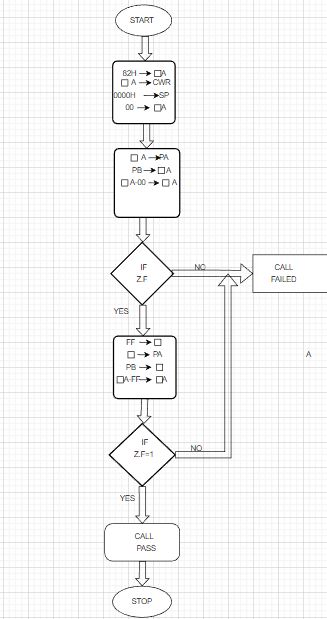 START
82H → □A
□ A → CWR
0000H → SP
00 → □A
□ A → PA
PB → □ A
□ A-00 → □ A
IF
Z.F
NO
CALL
FAILED
YES
FF → □
□ → PA
PB → □
□A-FF → □A
A
IF
Z.F=1
NO
YES
CALL
PASS
STOP